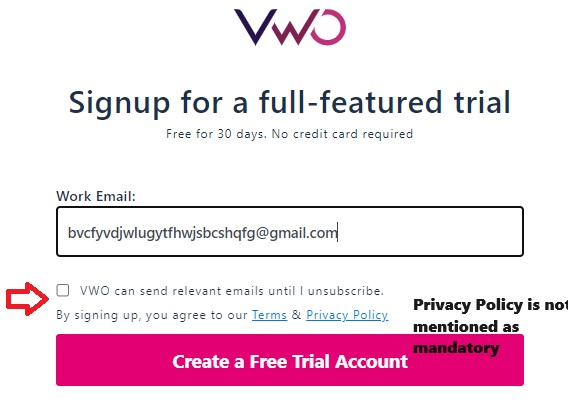 VWO
Signup for a full-featured trial
Free for 30 days. No credit card required
Work Email:
bvcfyvdjwlugytfhwjsbcshqfg@gmail.com
VWO can send relevant emails until I unsubscribe.
By signing up, you agree to our Terms & Privacy Policy
Privacy Policy is not
mentioned as
mandatory
Create a Free Trial Account